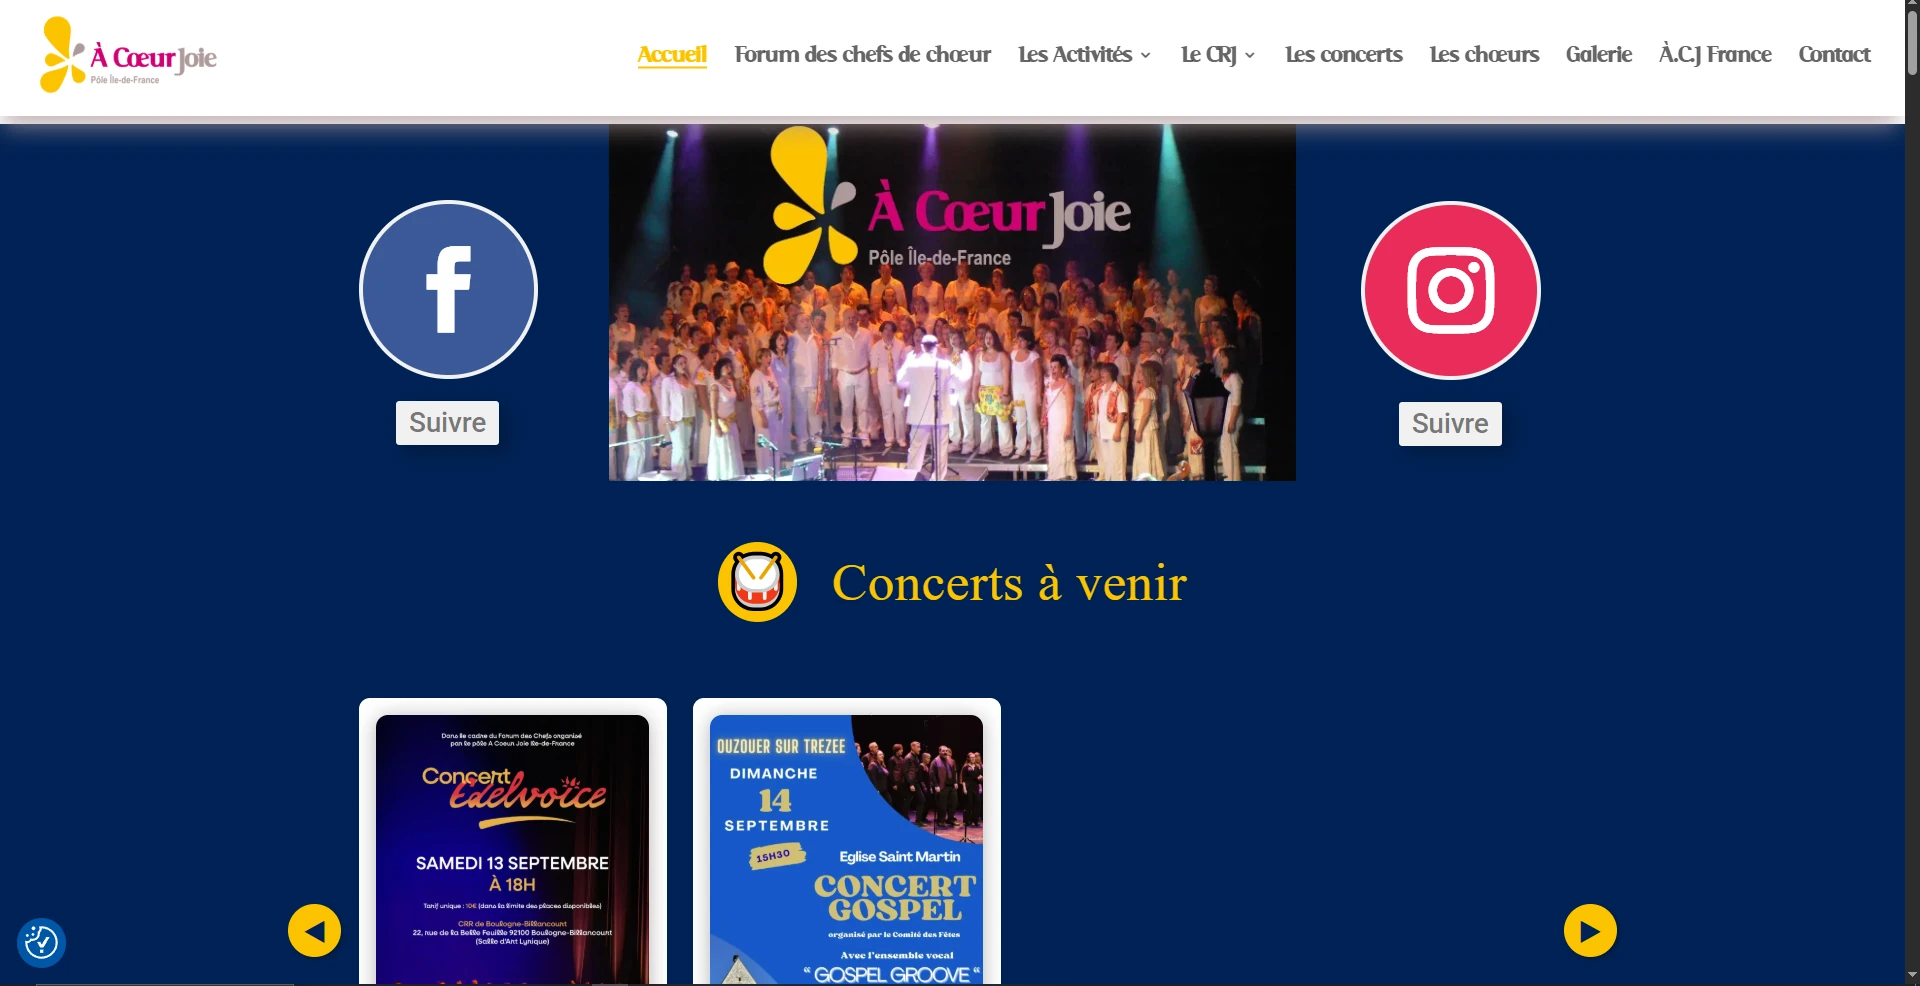 À Cœur Joie
Pôle Île-de-France
Accueil
Forum des chefs de chœur
Les Activités
Le CRJ
Les concerts
Les chœurs
Galerie
À.C.J France
Contact
À Cœur Joie
Pôle Île-de-France
Suivre
Suivre
Concerts à venir
Dans le cadre du Forum des Chefs organisé
par le pôle A Coeur Joie Ile-de-France
Concert
Edelvoice
SAMEDI 13 SEPTEMBRE
À 18H
Tarif unique : 10€ (dans la limite des places disponibles)
CRR de Boulogne-Billancourt
22, rue de la Belle Feuille 92100 Boulogne-Billancourt
(Salle d'Art Lyrique)
OUZOUER SUR TREZEE
DIMANCHE
14
SEPTEMBRE
15H30
Eglise Saint Martin
CONCERT
GOSPEL
organisé par le Comité des Fêtes
Avec l'ensemble vocal
“ GOSPEL GROOVE “